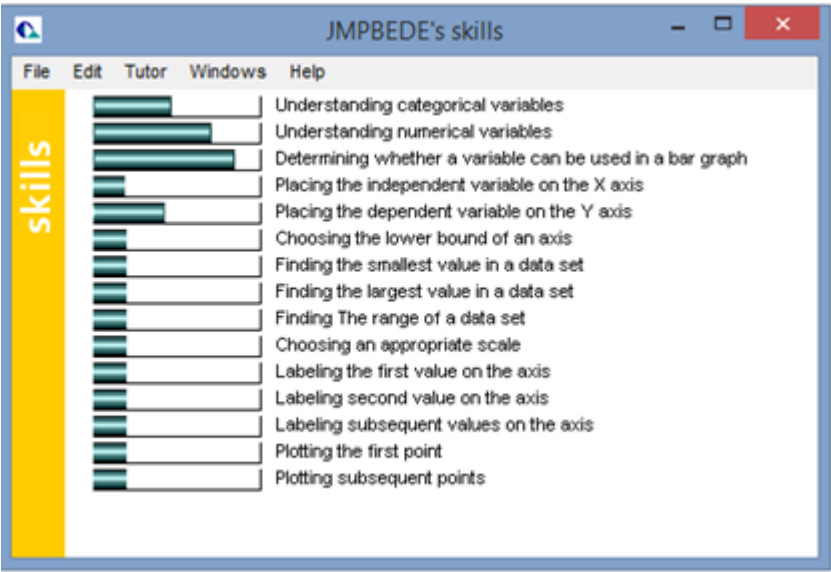 JMPBEDE's skills
File Edit Tutor Windows Help
skills
Understanding categorical variables
Understanding numerical variables
Determining whether a variable can be used in a bar graph
Placing the independent variable on the X axis
Placing the dependent variable on the Y axis
Choosing the lower bound of an axis
Finding the smallest value in a data set
Finding the largest value in a data set
Finding The range of a data set
Choosing an appropriate scale
Labeling the first value on the axis
Labeling second value on the axis
Labeling subsequent values on the axis
Plotting the first point
Plotting subsequent points